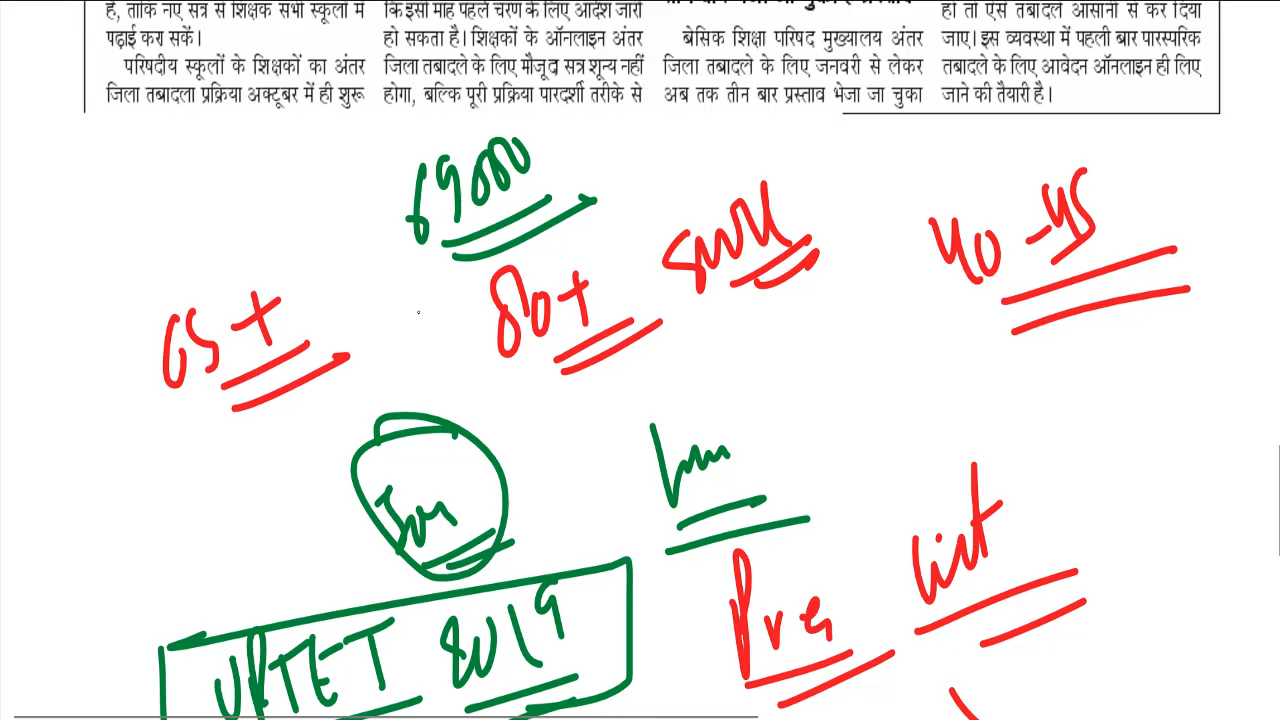 है, ताकि नए सत्र से शिक्षक सभी स्कूलों में
पढ़ाई करा सकें।
परिषदीय स्कूलों के शिक्षकों का अंतर
जिला तबादला प्रक्रिया अक्टूबर में ही शुरू
कि इसी माह पहले चरण के लिए आदेश जारी
हो सकता है। शिक्षकों के ऑनलाइन अंतर
जिला तबादले के लिए मौजूद सत्र शून्य नहीं
होगा, बल्कि पूरी प्रक्रिया पारदर्शी तरीके से
बेसिक शिक्षा परिषद मुख्यालय अंतर
जिला तबादले के लिए जनवरी से लेकर
अब तक तीन बार प्रस्ताव भेजा जा चुका
हो तो ऐसे तबादले आसानी से कर दिया
जाए। इस व्यवस्था में पहली बार पारस्परिक
तबादले के लिए आवेदन ऑनलाइन ही लिए
जाने की तैयारी है।
69000
65+
80+
40-45
list
Pre
UPTET 2019